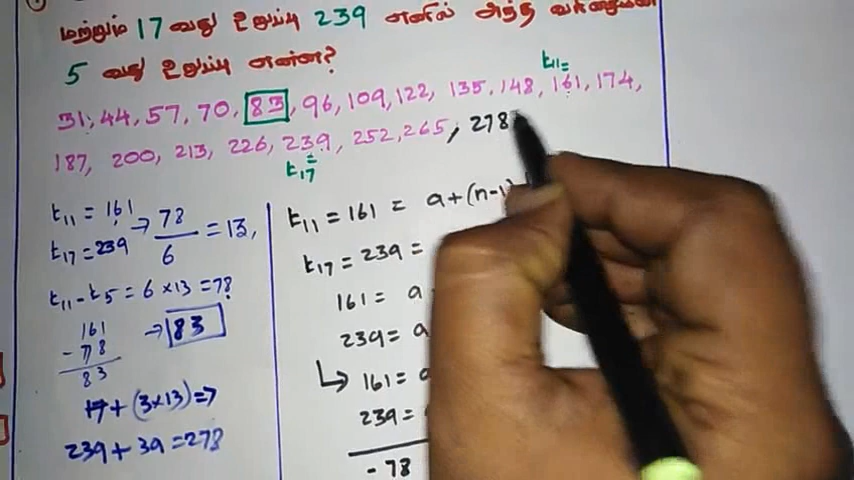 மற்றும் 17 வது உறுப்பு 239 எனில் அந்த
5 வது உறுப்பு என்ன?
t11 =
31, 44, 57, 70, 83, 96, 109, 122, 135, 148, 161, 174,
187, 200, 213, 226, 239, 252, 265, 278
t17 =
t11 = 161
t17 = 239 → 78/6 = 13,
t11 - t5 = 6 × 13 = 78
161
- 78
83
→ 83
17 + (3×13) ⇒
239 + 39 = 278
t11 = 161 = a + (n-1)
t17 = 239 =
161 = a
239 = a
↳ 161 = a
239 =
- 78